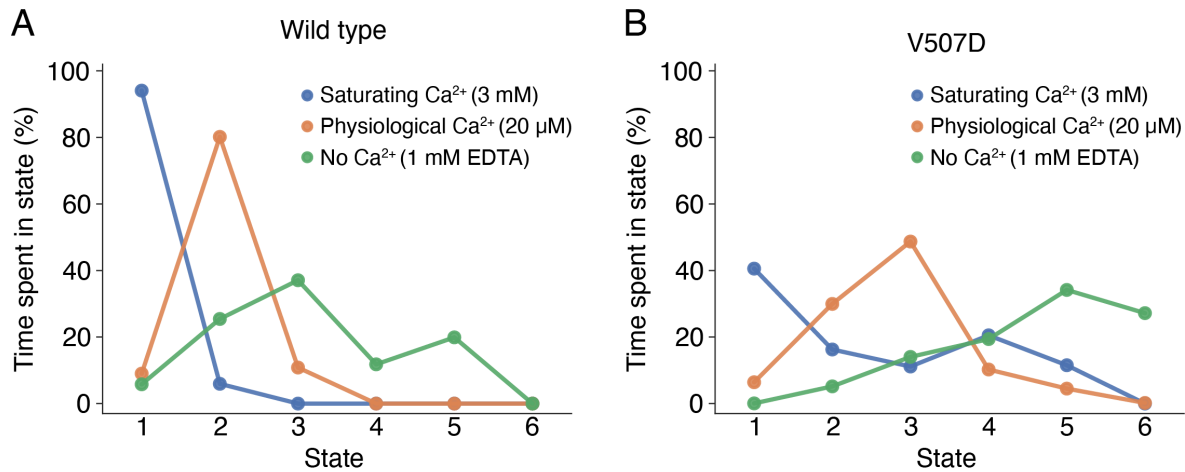 A
Wild type
Time spent in state (%)
100
80
60
40
20
0
Saturating Ca²⁺ (3 mM)
Physiological Ca²⁺ (20 µM)
No Ca²⁺ (1 mM EDTA)
1 2 3 4 5 6
State
B
V507D
Time spent in state (%)
100
80
60
40
20
0
Saturating Ca²⁺ (3 mM)
Physiological Ca²⁺ (20 µM)
No Ca²⁺ (1 mM EDTA)
1 2 3 4 5 6
State